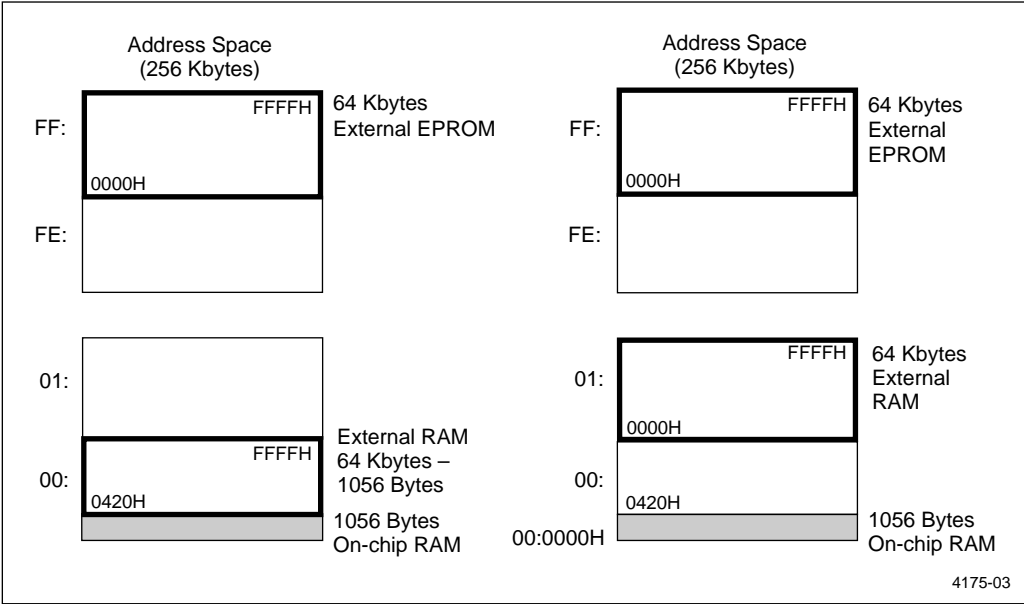 Address Space
(256 Kbytes)
FF:
FFFFH
0000H
64 Kbytes
External EPROM
FE:
01:
00:
FFFFH
0420H
External RAM
64 Kbytes –
1056 Bytes
1056 Bytes
On-chip RAM
Address Space
(256 Kbytes)
FF:
FFFFH
0000H
64 Kbytes
External
EPROM
FE:
01:
FFFFH
0000H
64 Kbytes
External
RAM
00:
0420H
00:0000H
1056 Bytes
On-chip RAM
4175-03